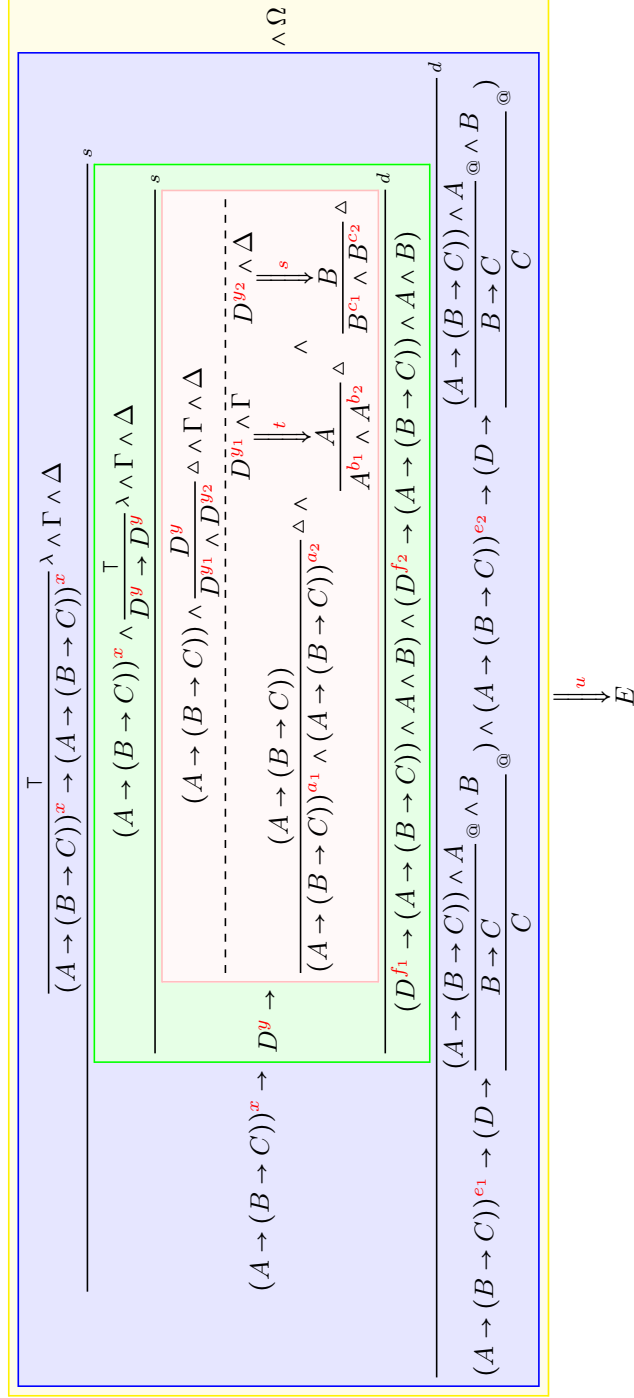 ⊤
(A → (B → C))^x → (A → (B → C))^x λ ∧ Γ ∧ Δ
s
(A → (B → C))^x →
(A → (B → C))^x ∧ ⊤ λ ∧ Γ ∧ Δ
D^y → D^y
s
D^y →
(A → (B → C)) ∧ D^y △ ∧ Γ ∧ Δ
D^{y_1} ∧ D^{y_2}
(A → (B → C)) △ ∧
(A → (B → C))^{a_1} ∧ (A → (B → C))^{a_2}
D^{y_1} ∧ Γ
t
A △
A^{b_1} ∧ A^{b_2}
∧
D^{y_2} ∧ Δ
s
B △
B^{c_1} ∧ B^{c_2}
d
(D^{f_1} → (A → (B → C)) ∧ A ∧ B) ∧ (D^{f_2} → (A → (B → C)) ∧ A ∧ B)
d
(A → (B → C))^{e_1} → (D →
(A → (B → C)) ∧ A @ ∧ B
B → C
@
C
) ∧ (A → (B → C))^{e_2} → (D →
(A → (B → C)) ∧ A @ ∧ B
B → C
@
C
)
∧ Ω
u
E